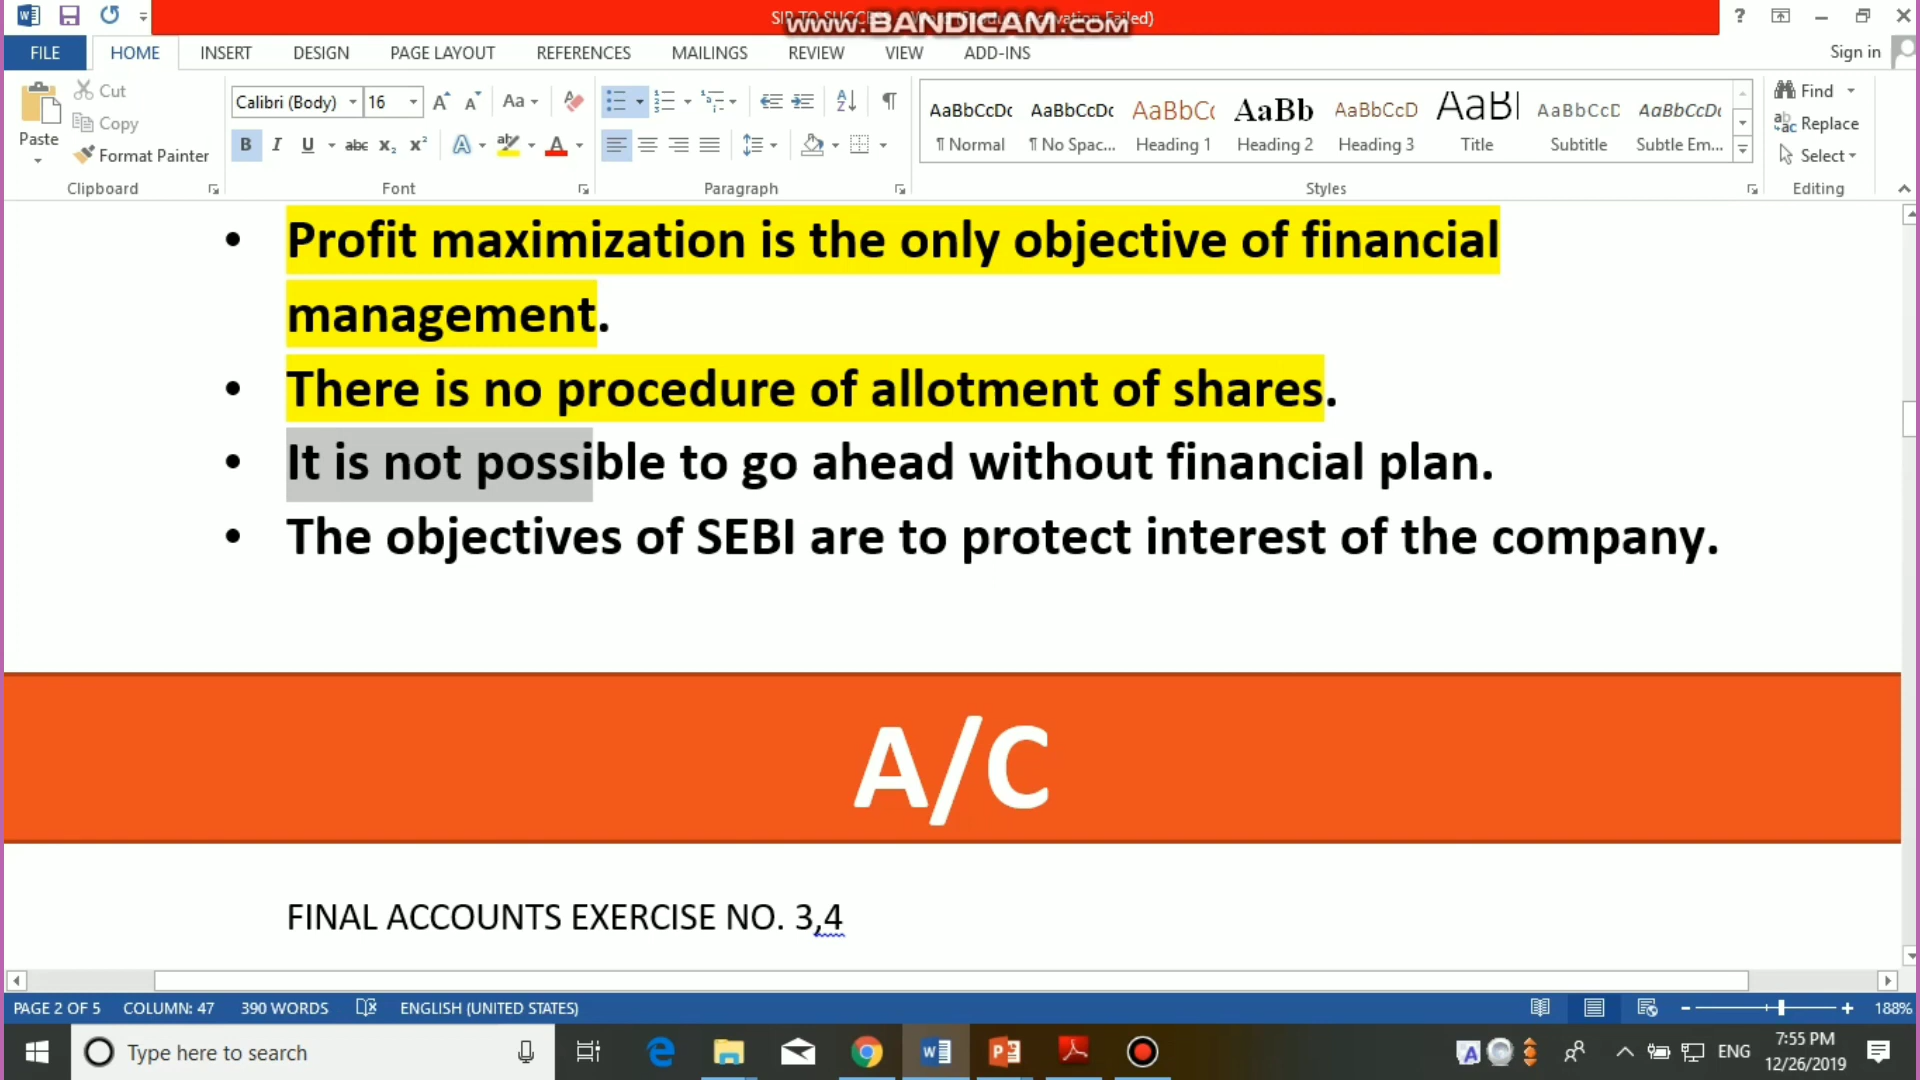 www.BANDICAM.com
FILE HOME INSERT DESIGN PAGE LAYOUT REFERENCES MAILINGS REVIEW VIEW ADD-INS Sign in
Paste
Cut
Copy
Format Painter
Calibri (Body) 16
AaBbCcDc AaBbCcDc AaBbC AaBb AaBbCcD AaB AaBbCcD AaBbCcDc
¶ Normal ¶ No Spac... Heading 1 Heading 2 Heading 3 Title Subtitle Subtle Em...
Find
Replace
Select
Clipboard Font Paragraph Styles Editing
• Profit maximization is the only objective of financial
management.
• There is no procedure of allotment of shares.
• It is not possible to go ahead without financial plan.
• The objectives of SEBI are to protect interest of the company.
A/C
FINAL ACCOUNTS EXERCISE NO. 3,4
PAGE 2 OF 5 COLUMN: 47 390 WORDS ENGLISH (UNITED STATES) 188%
Type here to search
ENG
7:55 PM
12/26/2019